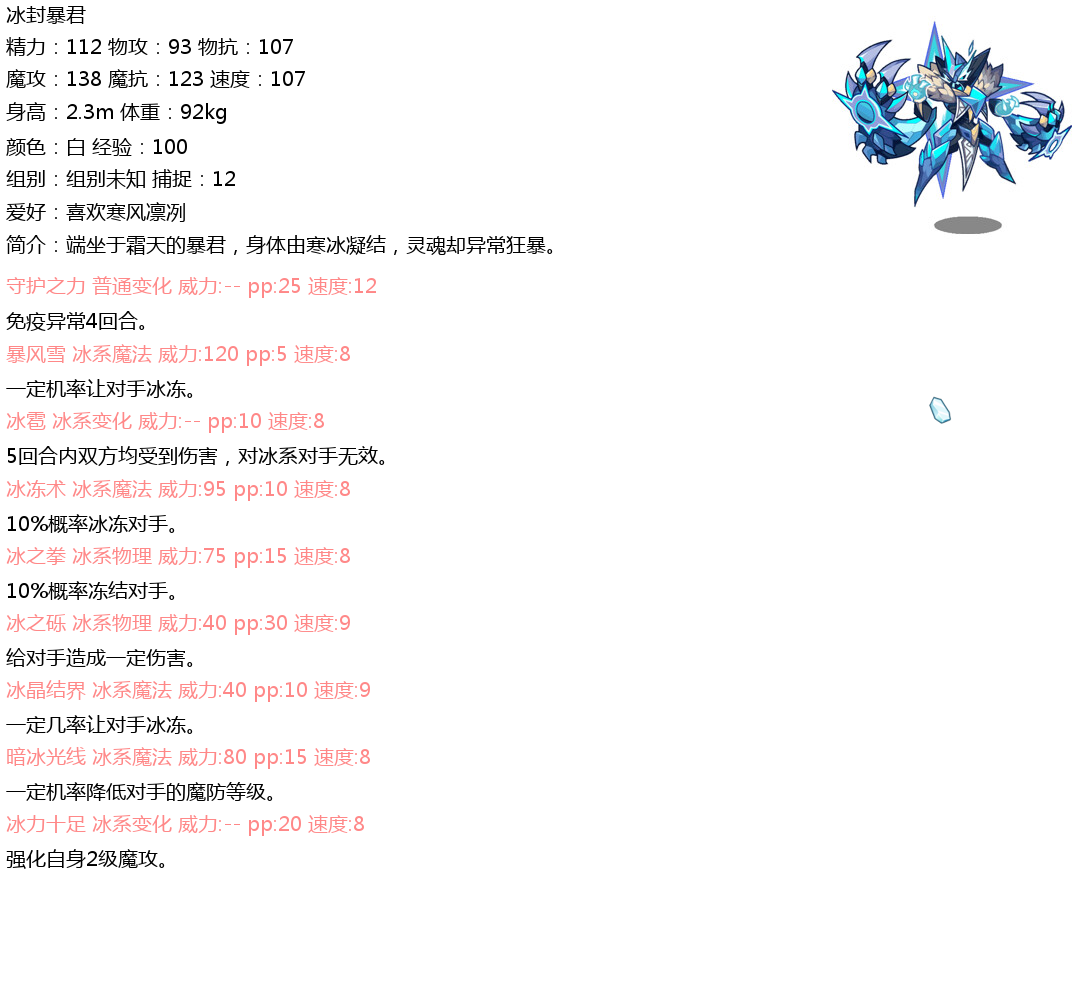 冰封暴君
精力：112 物攻：93 物抗：107
魔攻：138 魔抗：123 速度：107
身高：2.3m 体重：92kg
颜色：白 经验：100
组别：组别未知 捕捉：12
爱好：喜欢寒风凛冽
简介：端坐于霜天的暴君，身体由寒冰凝结，灵魂却异常狂暴。
守护之力 普通变化 威力:-- pp:25 速度:12
免疫异常4回合。
暴风雪 冰系魔法 威力:120 pp:5 速度:8
一定机率让对手冰冻。
冰雹 冰系变化 威力:-- pp:10 速度:8
5回合内双方均受到伤害，对冰系对手无效。
冰冻术 冰系魔法 威力:95 pp:10 速度:8
10%概率冰冻对手。
冰之拳 冰系物理 威力:75 pp:15 速度:8
10%概率冻结对手。
冰之砾 冰系物理 威力:40 pp:30 速度:9
给对手造成一定伤害。
冰晶结界 冰系魔法 威力:40 pp:10 速度:9
一定几率让对手冰冻。
暗冰光线 冰系魔法 威力:80 pp:15 速度:8
一定机率降低对手的魔防等级。
冰力十足 冰系变化 威力:-- pp:20 速度:8
强化自身2级魔攻。